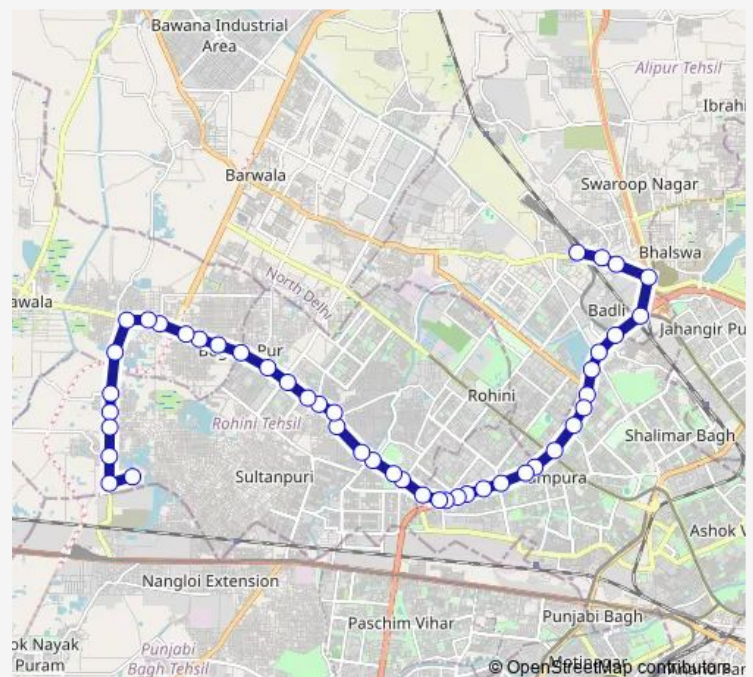 Bawana Industrial
Area
Alipur Tehsil
Ibrahi
Barwala
Swaroop Nagar
Bhalswa
North Delhi
awala
Badli
Jahangir Pu
Pur
Rohini
Rohini Tehsil
Shalimar Bagh
Sultanpuri
mpura
Ashok V
Nangloi Extension
Punjabi Bagh
Paschim Vihar
ok Nayak
Puram
Punjabi
Bagh Tehsil
© OpenStreetMap contributors